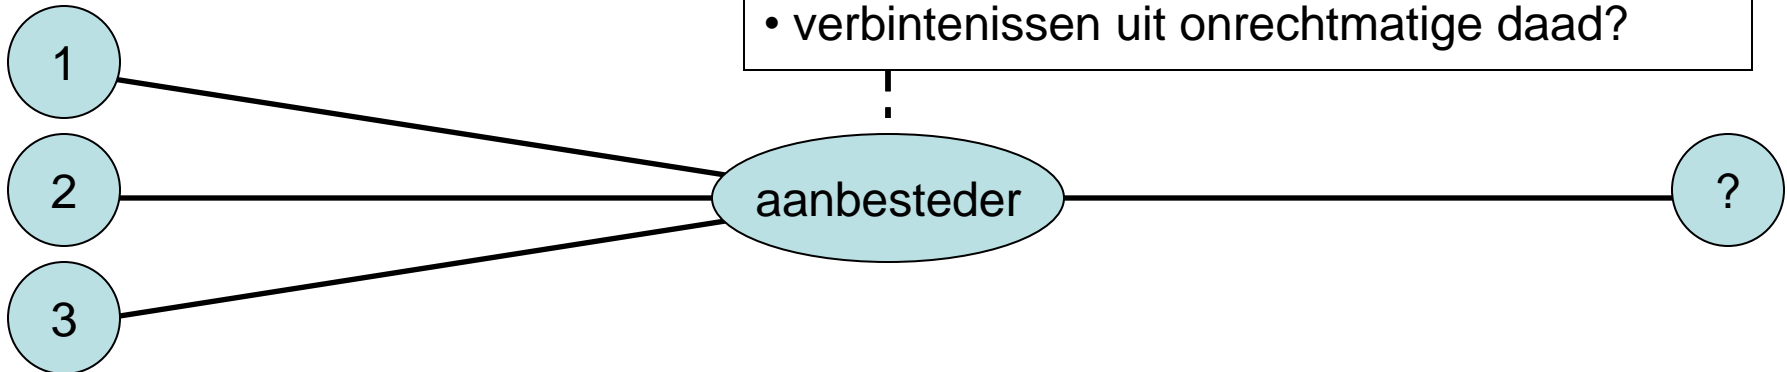 • verbintenissen uit onrechtmatige daad?
1
2
aanbesteder
?
3